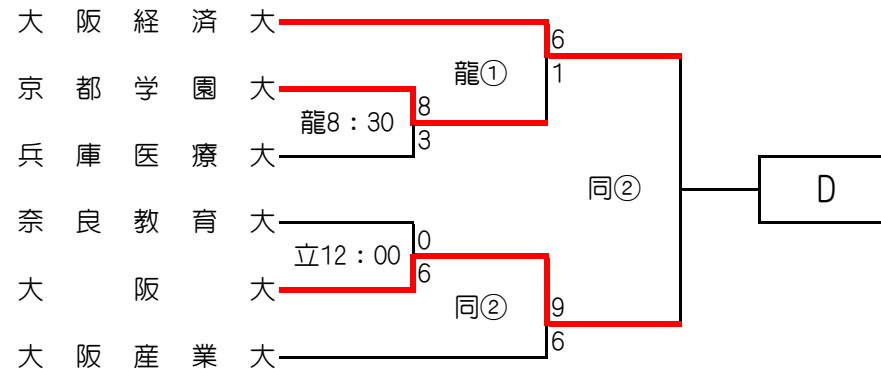 大阪経済大
6
龍①
1
京都学園大
8
龍8：30
3
兵庫医療大
同②
D
奈良教育大
0
立12：00
6
大阪大
同②
9
6
大阪産業大